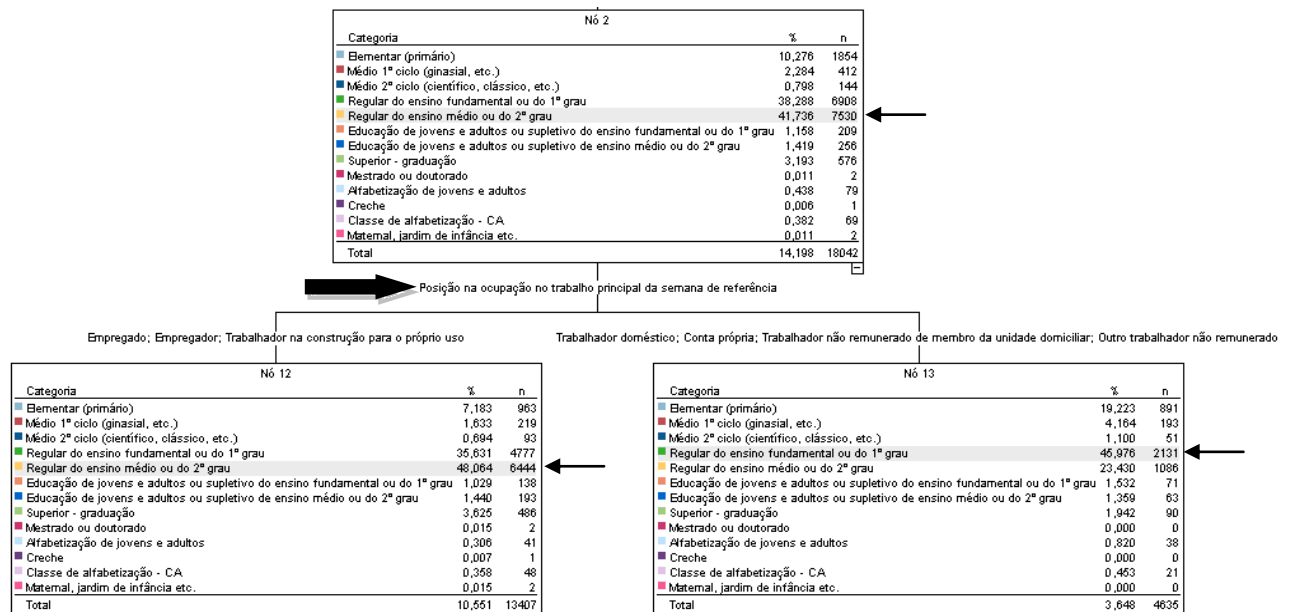 Nó 2
Categoria % n
Elementar (primário) 10,276 1854
Médio 1º ciclo (ginasial, etc.) 2,284 412
Médio 2º ciclo (científico, clássico, etc.) 0,798 144
Regular do ensino fundamental ou do 1º grau 38,288 6908
Regular do ensino médio ou do 2º grau 41,736 7530
Educação de jovens e adultos ou supletivo do ensino fundamental ou do 1º grau 1,158 209
Educação de jovens e adultos ou supletivo de ensino médio ou do 2º grau 1,419 256
Superior - graduação 3,193 576
Mestrado ou doutorado 0,011 2
Alfabetização de jovens e adultos 0,438 79
Creche 0,006 1
Classe de alfabetização - CA 0,382 69
Maternal, jardim de infância etc. 0,011 2
Total 14,198 18042
Posição na ocupação no trabalho principal da semana de referência
Empregado; Empregador; Trabalhador na construção para o próprio uso
Trabalhador doméstico; Conta própria; Trabalhador não remunerado de membro da unidade domiciliar; Outro trabalhador não remunerado
Nó 12
Categoria % n
Elementar (primário) 7,183 963
Médio 1º ciclo (ginasial, etc.) 1,633 219
Médio 2º ciclo (científico, clássico, etc.) 0,694 93
Regular do ensino fundamental ou do 1º grau 35,631 4777
Regular do ensino médio ou do 2º grau 48,064 6444
Educação de jovens e adultos ou supletivo do ensino fundamental ou do 1º grau 1,029 138
Educação de jovens e adultos ou supletivo de ensino médio ou do 2º grau 1,440 193
Superior - graduação 3,625 486
Mestrado ou doutorado 0,015 2
Alfabetização de jovens e adultos 0,306 41
Creche 0,007 1
Classe de alfabetização - CA 0,358 48
Maternal, jardim de infância etc. 0,015 2
Total 10,551 13407
Nó 13
Categoria % n
Elementar (primário) 19,223 891
Médio 1º ciclo (ginasial, etc.) 4,164 193
Médio 2º ciclo (científico, clássico, etc.) 1,100 51
Regular do ensino fundamental ou do 1º grau 45,976 2131
Regular do ensino médio ou do 2º grau 23,430 1086
Educação de jovens e adultos ou supletivo do ensino fundamental ou do 1º grau 1,532 71
Educação de jovens e adultos ou supletivo de ensino médio ou do 2º grau 1,359 63
Superior - graduação 1,942 90
Mestrado ou doutorado 0,000 0
Alfabetização de jovens e adultos 0,820 38
Creche 0,000 0
Classe de alfabetização - CA 0,453 21
Maternal, jardim de infância etc. 0,000 0
Total 3,648 4635